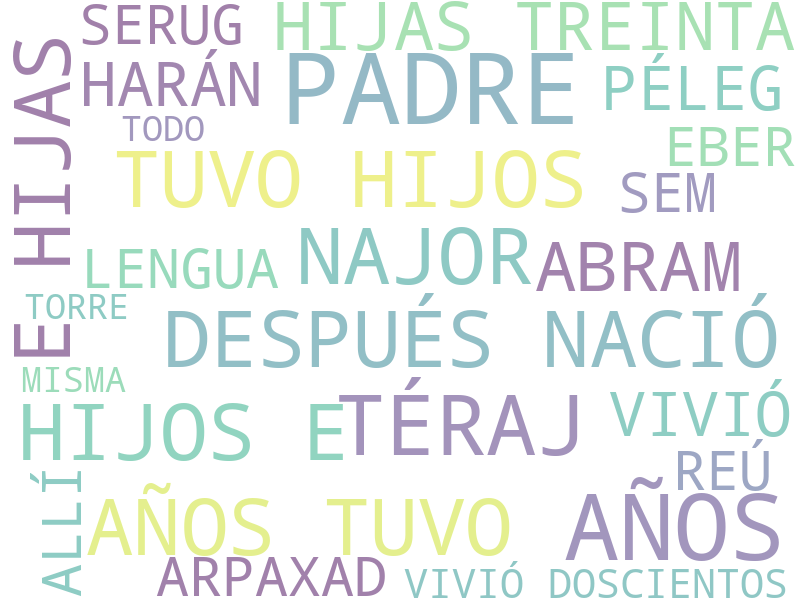 SERUG
HIJAS TREINTA
HARÁN
PADRE
PÉLEG
TODO
EBER
TUVO HIJOS
SEM
E HIJAS
LENGUA
NAJOR
ABRAM
TORRE
DESPUÉS NACIÓ
MISMA
HIJOS E
TÉRAJ
VIVIÓ
REÚ
ALLÍ
AÑOS TUVO
AÑOS
ARPAXAD
VIVIÓ DOSCIENTOS